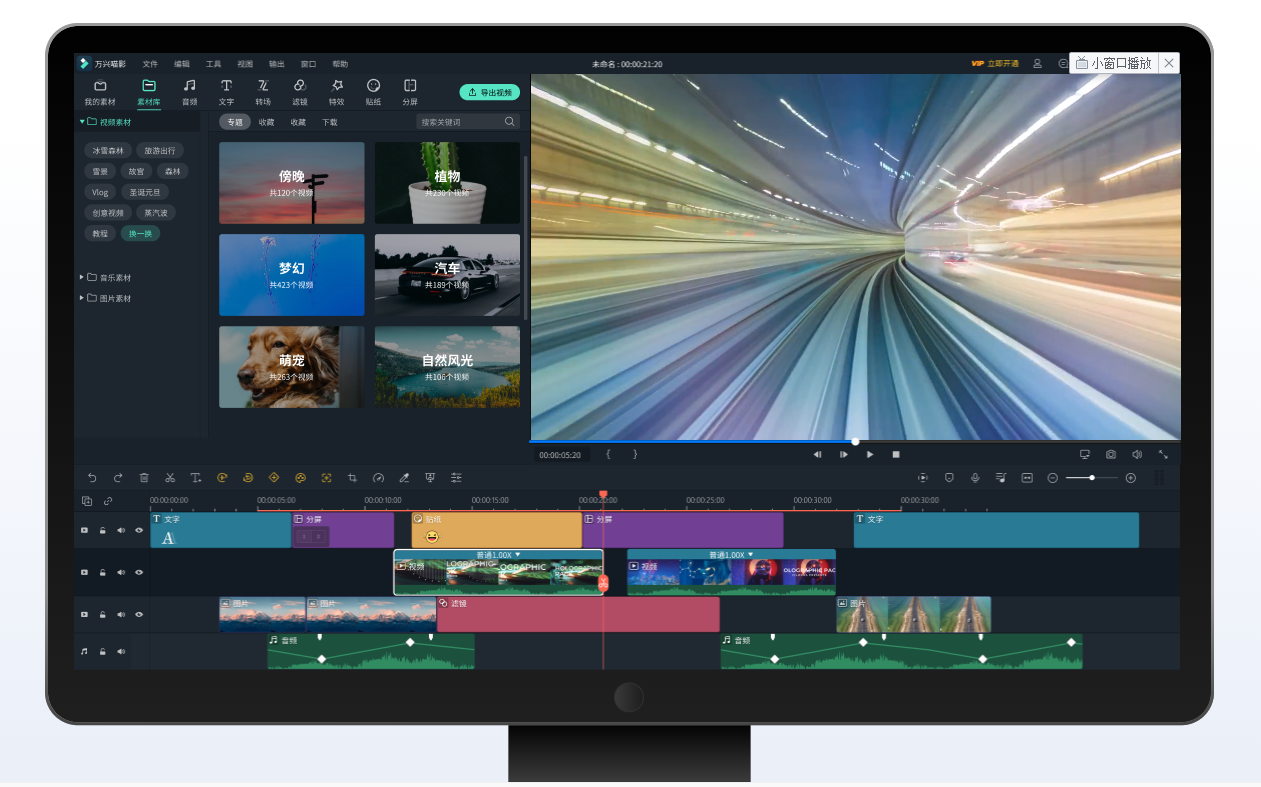 万兴喵影 文件 编辑 工具 视图 输出 窗口 帮助 未命名 : 00:00:21:20 VIP 立即开通 小窗口播放
我的素材 素材库 音频 文字 转场 滤镜 特效 贴纸 分屏 导出视频
视频素材 专题 收藏 收藏 下载 搜索关键词
冰雪森林 旅游出行
雪景 故宫 森林
Vlog 圣诞元旦
创意视频 蒸汽波
教程 换一换
音乐素材
图片素材
傍晚
共120个视频
植物
共230个视频
梦幻
共423个视频
汽车
共189个视频
萌宠
共263个视频
自然风光
共106个视频
00:00:05:20 { }
00:00:00:00 00:00:05:00 00:00:10:00 00:00:15:00 00:00:20:00 00:00:25:00 00:00:30:00 00:00:30:00
T 文字 分屏 贴纸 分屏 T 文字
A
普通1.00X 普通1.00X
视频 LOGRAPHIC OGRAPHIC 视频
OLOGRAPHIC PAC
图片 图片 滤镜 图片
音频 音频